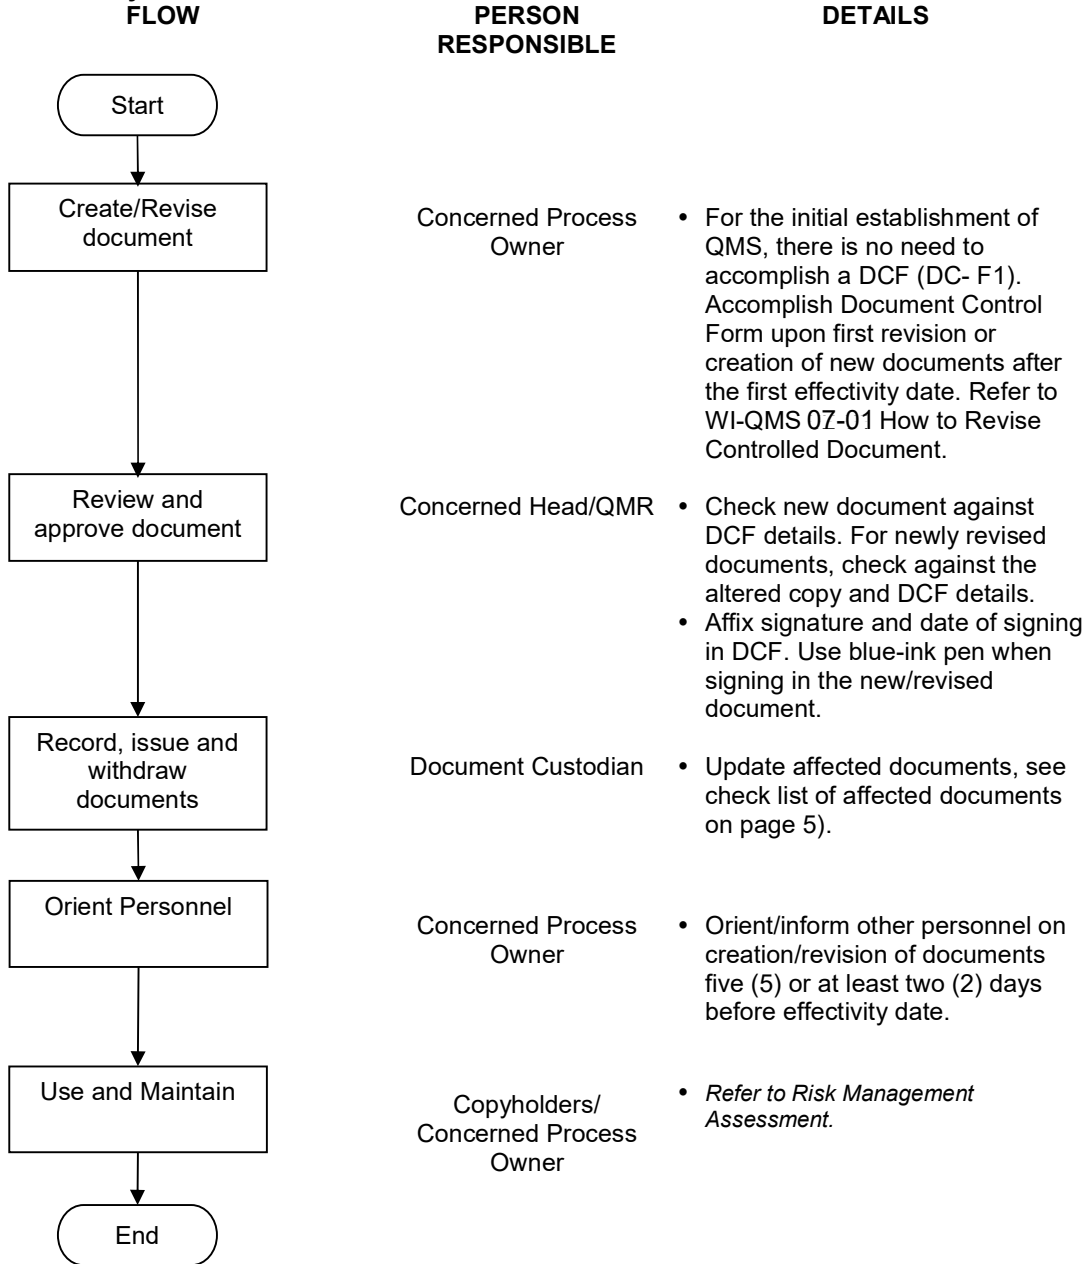 FLOW
PERSON
RESPONSIBLE
DETAILS
Start
Create/Revise
document
Concerned Process
Owner
• For the initial establishment of
QMS, there is no need to
accomplish a DCF (DC- F1).
Accomplish Document Control
Form upon first revision or
creation of new documents after
the first effectivity date. Refer to
WI-QMS 07-01 How to Revise
Controlled Document.
Review and
approve document
Concerned Head/QMR
• Check new document against
DCF details. For newly revised
documents, check against the
altered copy and DCF details.
• Affix signature and date of signing
in DCF. Use blue-ink pen when
signing in the new/revised
document.
Record, issue and
withdraw
documents
Document Custodian
• Update affected documents, see
check list of affected documents
on page 5).
Orient Personnel
Concerned Process
Owner
• Orient/inform other personnel on
creation/revision of documents
five (5) or at least two (2) days
before effectivity date.
Use and Maintain
Copyholders/
Concerned Process
Owner
• Refer to Risk Management
Assessment.
End